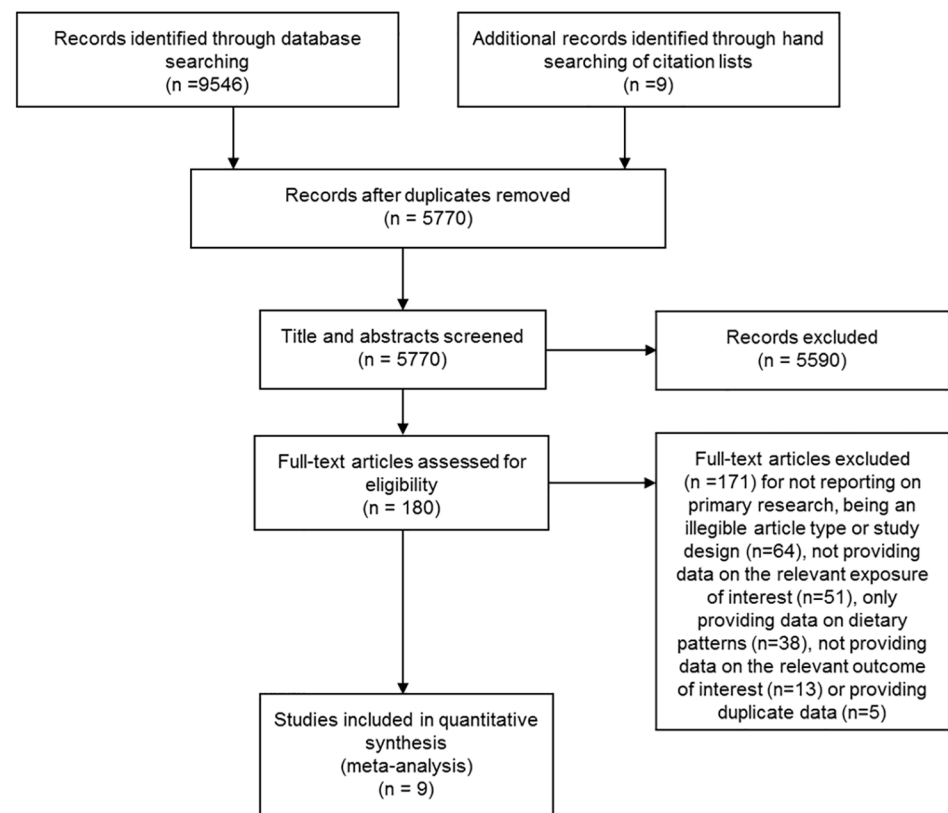 Records identified through database
searching
(n =9546)
Additional records identified through hand
searching of citation lists
(n =9)
Records after duplicates removed
(n = 5770)
Title and abstracts screened
(n = 5770)
Records excluded
(n = 5590)
Full-text articles assessed for
eligibility
(n = 180)
Full-text articles excluded
(n =171) for not reporting on
primary research, being an
illegible article type or study
design (n=64), not providing
data on the relevant exposure
of interest (n=51), only
providing data on dietary
patterns (n=38), not providing
data on the relevant outcome
of interest (n=13) or providing
duplicate data (n=5)
Studies included in quantitative
synthesis
(meta-analysis)
(n = 9)